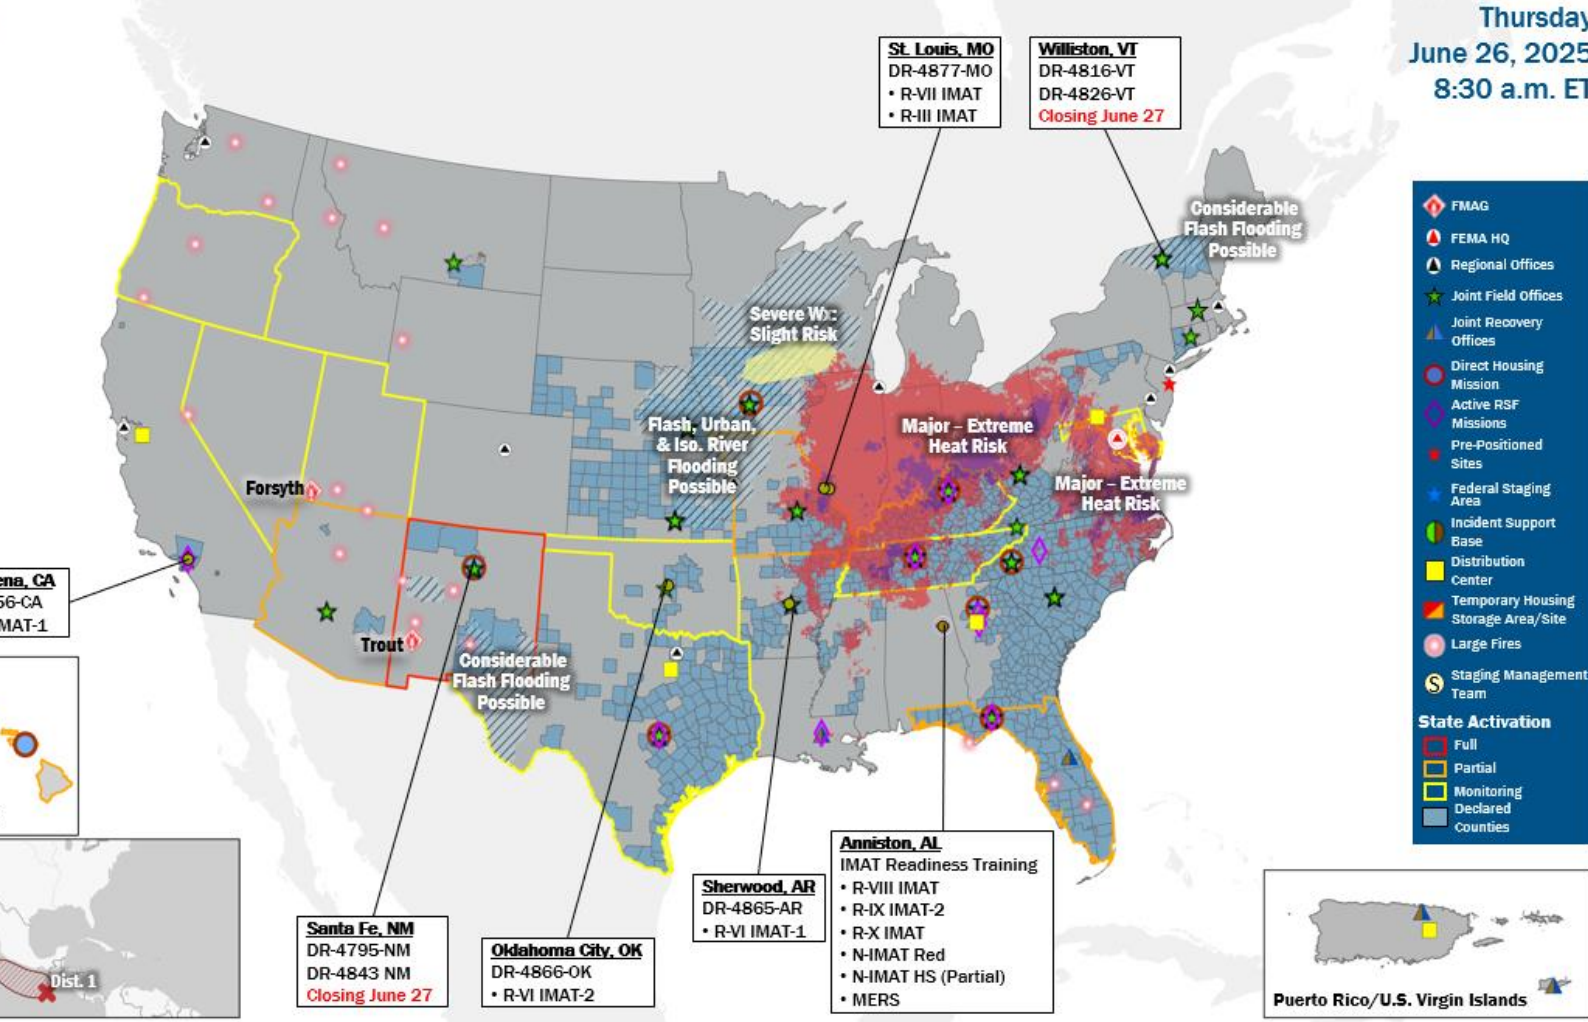 Thursday
June 26, 2025
8:30 a.m. ET
St. Louis, MO
DR-4877-MO
• R-VII IMAT
• R-III IMAT
Williston, VT
DR-4816-VT
DR-4826-VT
Closing June 27
Considerable
Flash Flooding
Possible
Severe Wx:
Slight Risk
Flash, Urban,
& Iso. River
Flooding
Possible
Major – Extreme
Heat Risk
Major – Extreme
Heat Risk
Forsyth
Trout
Considerable
Flash Flooding
Possible
ena, CA
56-CA
MAT-1
Dist. 1
Santa Fe, NM
DR-4795-NM
DR-4843 NM
Closing June 27
Oklahoma City, OK
DR-4866-OK
• R-VI IMAT-2
Sherwood, AR
DR-4865-AR
• R-VI IMAT-1
Anniston, AL
IMAT Readiness Training
• R-VIII IMAT
• R-IX IMAT-2
• R-X IMAT
• N-IMAT Red
• N-IMAT HS (Partial)
• MERS
FMAG
FEMA HQ
Regional Offices
Joint Field Offices
Joint Recovery
Offices
Direct Housing
Mission
Active RSF
Missions
Pre-Positioned
Sites
Federal Staging
Area
Incident Support
Base
Distribution
Center
Temporary Housing
Storage Area/Site
Large Fires
S Staging Management
Team
State Activation
Full
Partial
Monitoring
Declared
Counties
Puerto Rico/U.S. Virgin Islands